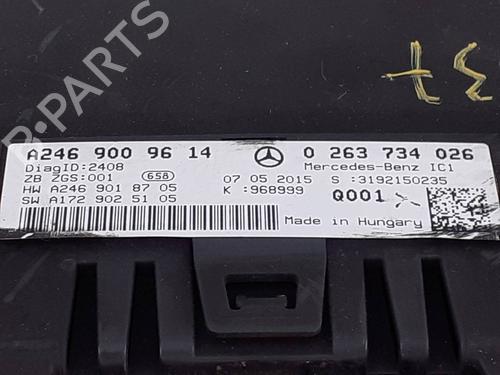 37
A246 900 96 14
0 263 734 026
DiagID:2408
Mercedes-Benz IC1
ZB ZGS:001
658
07 05 2015
S :3192150235
HW A246 901 87 05
K :968999
Q001
SW A172 902 51 05
Made in Hungary
B-Parts